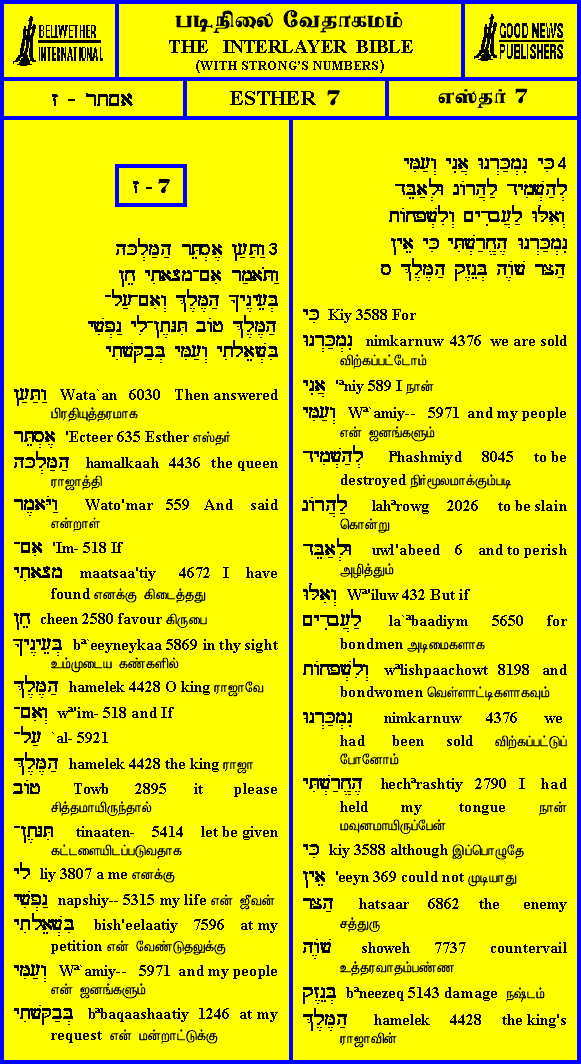 BELLWETHER
INTERNATIONAL
படிநிலை வேதாகமம்
THE INTERLAYER BIBLE
(WITH STRONG'S NUMBERS)
GOOD NEWS
PUBLISHERS
אסתר - ז
ESTHER 7
எஸ்தர் 7
ז - 7
3 וַתַּעַן אֶסְתֵּר הַמַּלְכָּה
וַתֹּאמַר אִם־מָצָאתִי חֵן
בְּעֵינֶיךָ הַמֶּלֶךְ וְאִם־עַל־
הַמֶּלֶךְ טוֹב תִּנָּתֶן־לִי נַפְשִׁי
בִּשְׁאֵלָתִי וְעַמִּי בְּבַקָּשָׁתִי
וַתַּעַן Wata`an 6030 Then answered
பிரதியுத்தரமாக
אֶסְתֵּר 'Ecteer 635 Esther எஸ்தர்
הַמַּלְכָּה hamalkaah 4436 the queen
ராஜாத்தி
וַיֹּאמֶר Wato'mar 559 And said
என்றாள்
אִם־ 'Im- 518 If
מָצָאתִי maatsaa'tiy 4672 I have
found எனக்கு கிடைத்தது
חֵן cheen 2580 favour கிருபை
בְּעֵינֶיךָ bª`eeyneykaa 5869 in thy sight
உம்முடைய கண்களில்
הַמֶּלֶךְ hamelek 4428 O king ராஜாவே
וְאִם־ wª'im- 518 and If
עַל־ `al- 5921
הַמֶּלֶךְ hamelek 4428 the king ராஜா
טוֹב Towb 2895 it please
சித்தமாயிருந்தால்
תִּנָּתֶן־ tinaaten- 5414 let be given
கட்டளையிடப்படுவதாக
לִי liy 3807 a me எனக்கு
נַפְשִׁי napshiy-- 5315 my life என் ஜீவன்
בִּשְׁאֵלָתִי bish'eelaatiy 7596 at my
petition என் வேண்டுதலுக்கு
וְעַמִּי Wª`amiy-- 5971 and my people
என் ஜனங்களும்
בְּבַקָּשָׁתִי bªbaqaashaatiy 1246 at my
request என் மன்றாட்டுக்கு
4 כִּי נִמְכַּרְנוּ אֲנִי וְעַמִּי
לְהַשְׁמִיד לַהֲרוֹג וּלְאַבֵּד
וְאִלּוּ לַעֲבָדִים וְלִשְׁפָחוֹת
נִמְכַּרְנוּ הֶחֱרַשְׁתִּי כִּי אֵין
הַצָּר שֹׁוֶה בְּנֵזֶק הַמֶּלֶךְ ס
כִּי Kiy 3588 For
נִמְכַּרְנוּ nimkarnuw 4376 we are sold
விற்கப்பட்டோம்
אֲנִי 'ªniy 589 I நான்
וְעַמִּי Wª`amiy-- 5971 and my people
என் ஜனங்களும்
לְהַשְׁמִיד lªhashmiyd 8045 to be
destroyed நிர்மூலமாக்கும்படி
לַהֲרוֹג lahªrowg 2026 to be slain
கொன்று
וּלְאַבֵּד uwl'abeed 6 and to perish
அழித்தும்
וְאִלּוּ Wª'iluw 432 But if
לַעֲבָדִים la`ªbaadiym 5650 for
bondmen அடிமைகளாக
וְלִשְׁפָחוֹת wªlishpaachowt 8198 and
bondwomen வெள்ளாட்டிகளாகவும்
נִמְכַּרְנוּ nimkarnuw 4376 we
had been sold விற்கப்பட்டுப்
போனோம்
הֶחֱרַשְׁתִּי hechªrashtiy 2790 I had
held my tongue நான்
மவுனமாயிருப்பேன்
כִּי kiy 3588 although இப்பொழுதே
אֵין 'eeyn 369 could not முடியாது
הַצָּר hatsaar 6862 the enemy
சத்துரு
שֹׁוֶה showeh 7737 countervail
உத்தரவாதம்பண்ண
בְּנֵזֶק bªneezeq 5143 damage நஷ்டம்
הַמֶּלֶךְ hamelek 4428 the king's
ராஜாவின்